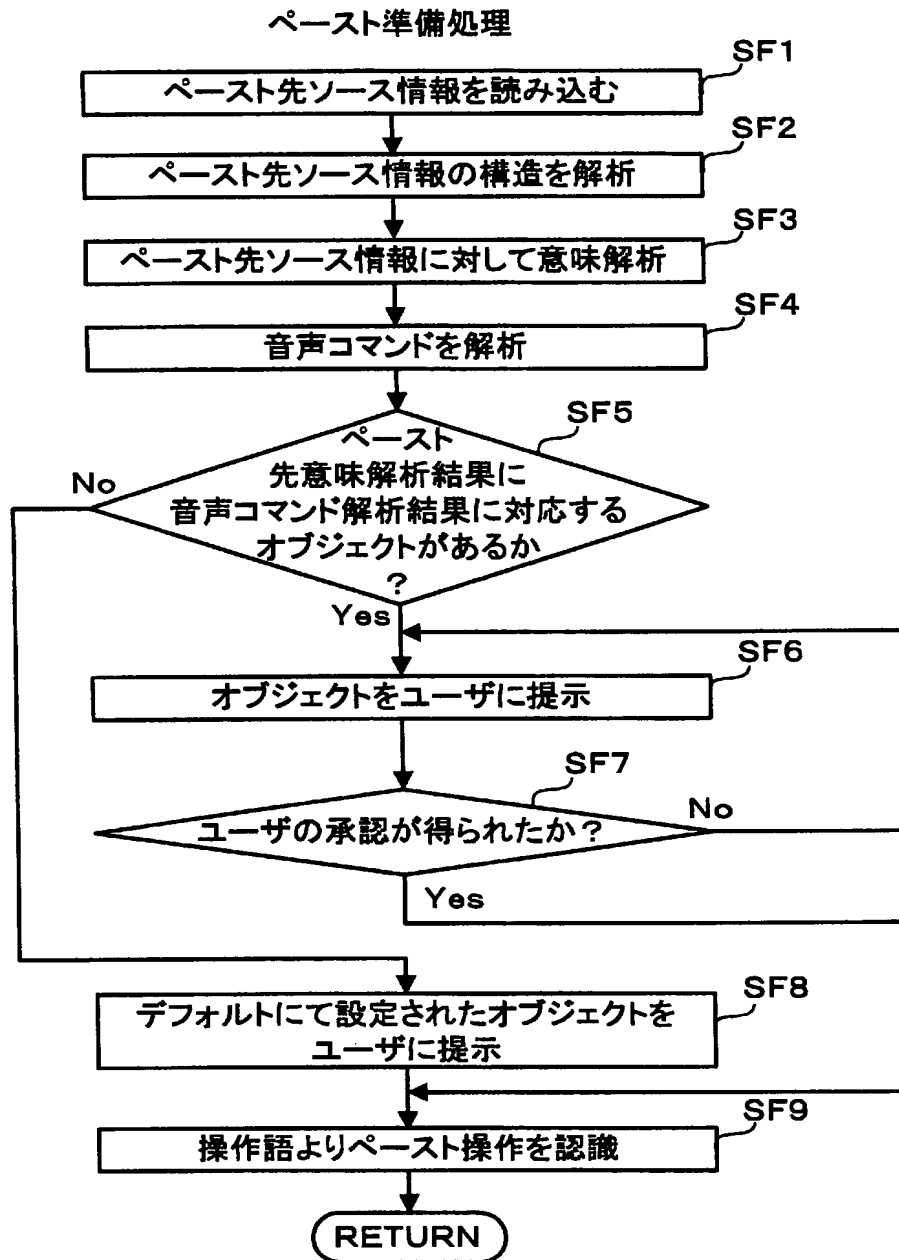 ペースト準備処理
SF1
ペースト先ソース情報を読み込む
SF2
ペースト先ソース情報の構造を解析
SF3
ペースト先ソース情報に対して意味解析
SF4
音声コマンドを解析
SF5
ペースト
先意味解析結果に
音声コマンド解析結果に対応する
オブジェクトがあるか
?
No
Yes
SF6
オブジェクトをユーザに提示
SF7
ユーザの承認が得られたか?
No
Yes
SF8
デフォルトにて設定されたオブジェクトを
ユーザに提示
SF9
操作語よりペースト操作を認識
RETURN